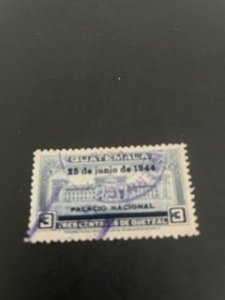 GUATEMALA
25 de junio de 1944
PALACIO NACIONAL
3 3
TRES CENTAVOS DE QUETZAL